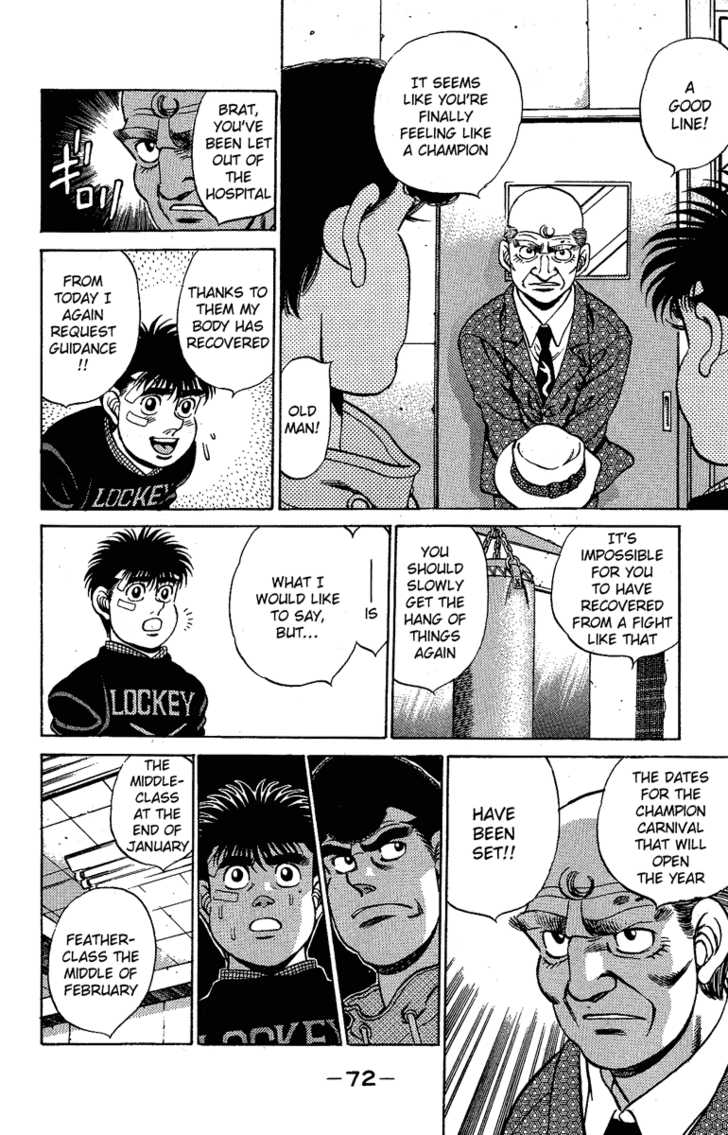 A
GOOD
LINE!
IT SEEMS
LIKE YOU'RE
FINALLY
FEELING LIKE
A CHAMPION
OLD
MAN!
BRAT,
YOU'VE
BEEN LET
OUT OF
THE
HOSPITAL
THANKS TO
THEM MY
BODY HAS
RECOVERED
FROM
TODAY I
AGAIN
REQUEST
GUIDANCE
!!
LOCKEY
IT'S
IMPOSSIBLE
FOR YOU
TO HAVE
RECOVERED
FROM A FIGHT
LIKE THAT
YOU
SHOULD
SLOWLY
GET THE
HANG OF
THINGS
AGAIN
— IS
WHAT I
WOULD LIKE
TO SAY,
BUT...
LOCKEY
THE DATES
FOR THE
CHAMPION
CARNIVAL
THAT WILL
OPEN
THE YEAR
HAVE
BEEN
SET!!
LOCKEY
THE
MIDDLE-
CLASS
AT THE
END OF
JANUARY
FEATHER-
CLASS THE
MIDDLE OF
FEBRUARY
—72—